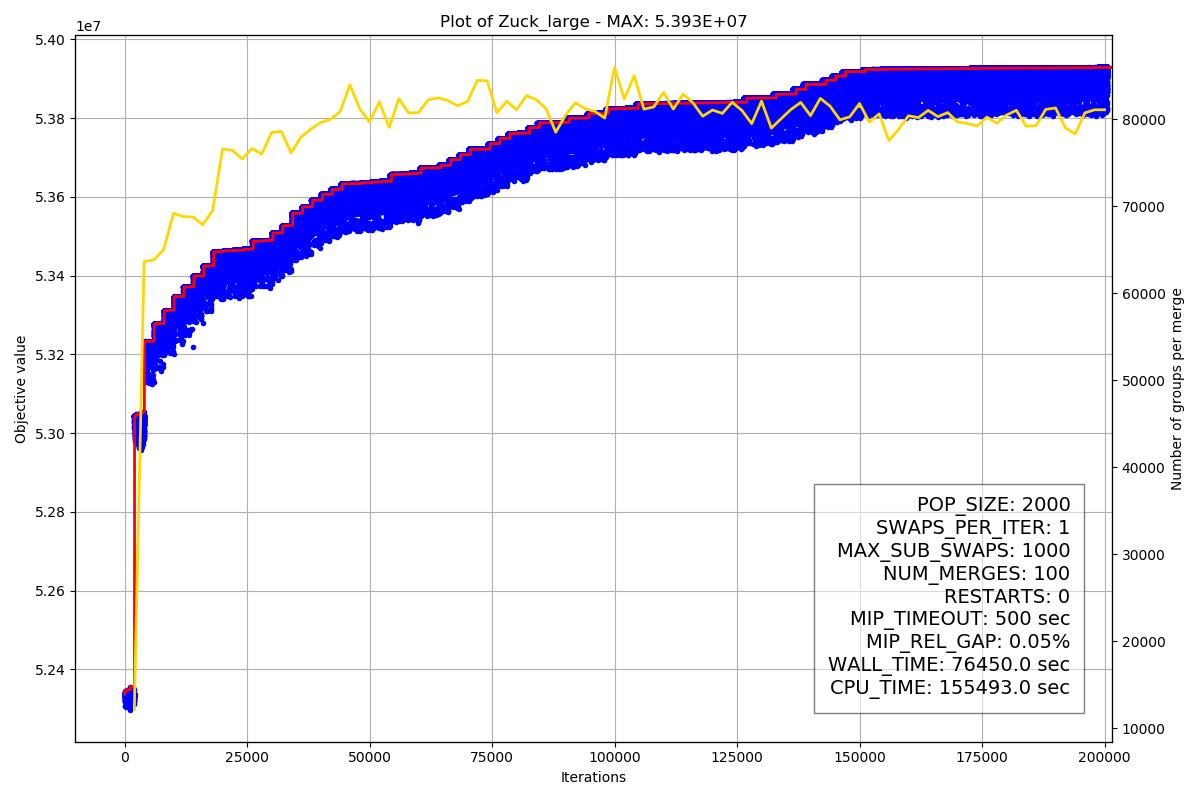 Plot of Zuck_large - MAX: 5.393E+07
1e7
5.40
5.38
5.36
5.34
5.32
5.30
5.28
5.26
5.24
Objective value
80000
70000
60000
50000
40000
30000
20000
10000
Number of groups per merge
POP_SIZE: 2000
SWAPS_PER_ITER: 1
MAX_SUB_SWAPS: 1000
NUM_MERGES: 100
RESTARTS: 0
MIP_TIMEOUT: 500 sec
MIP_REL_GAP: 0.05%
WALL_TIME: 76450.0 sec
CPU_TIME: 155493.0 sec
0 25000 50000 75000 100000 125000 150000 175000 200000
Iterations